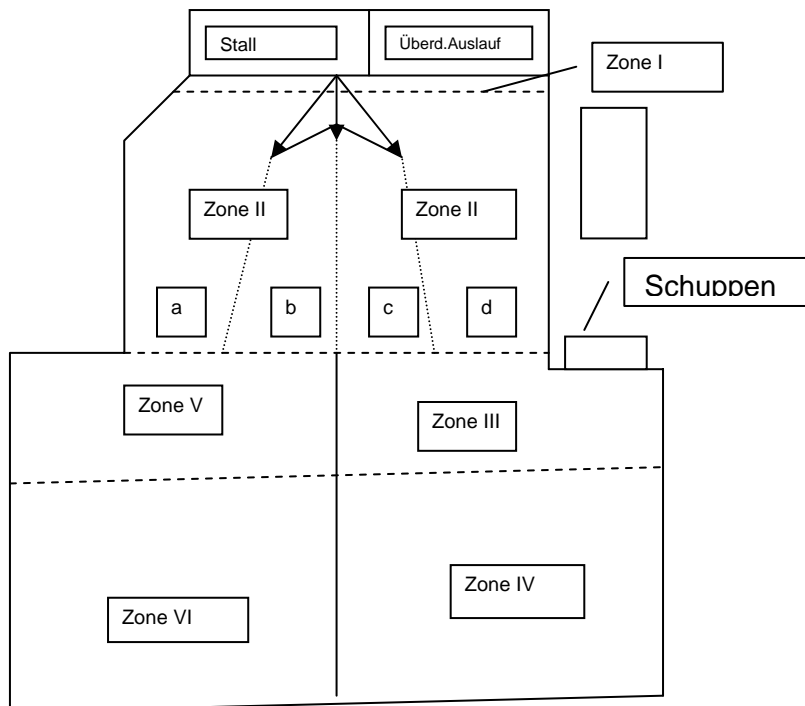 Stall
Überd.Auslauf
Zone I
Zone II
Zone II
Schuppen
a
b
c
d
Zone V
Zone III
Zone IV
Zone VI